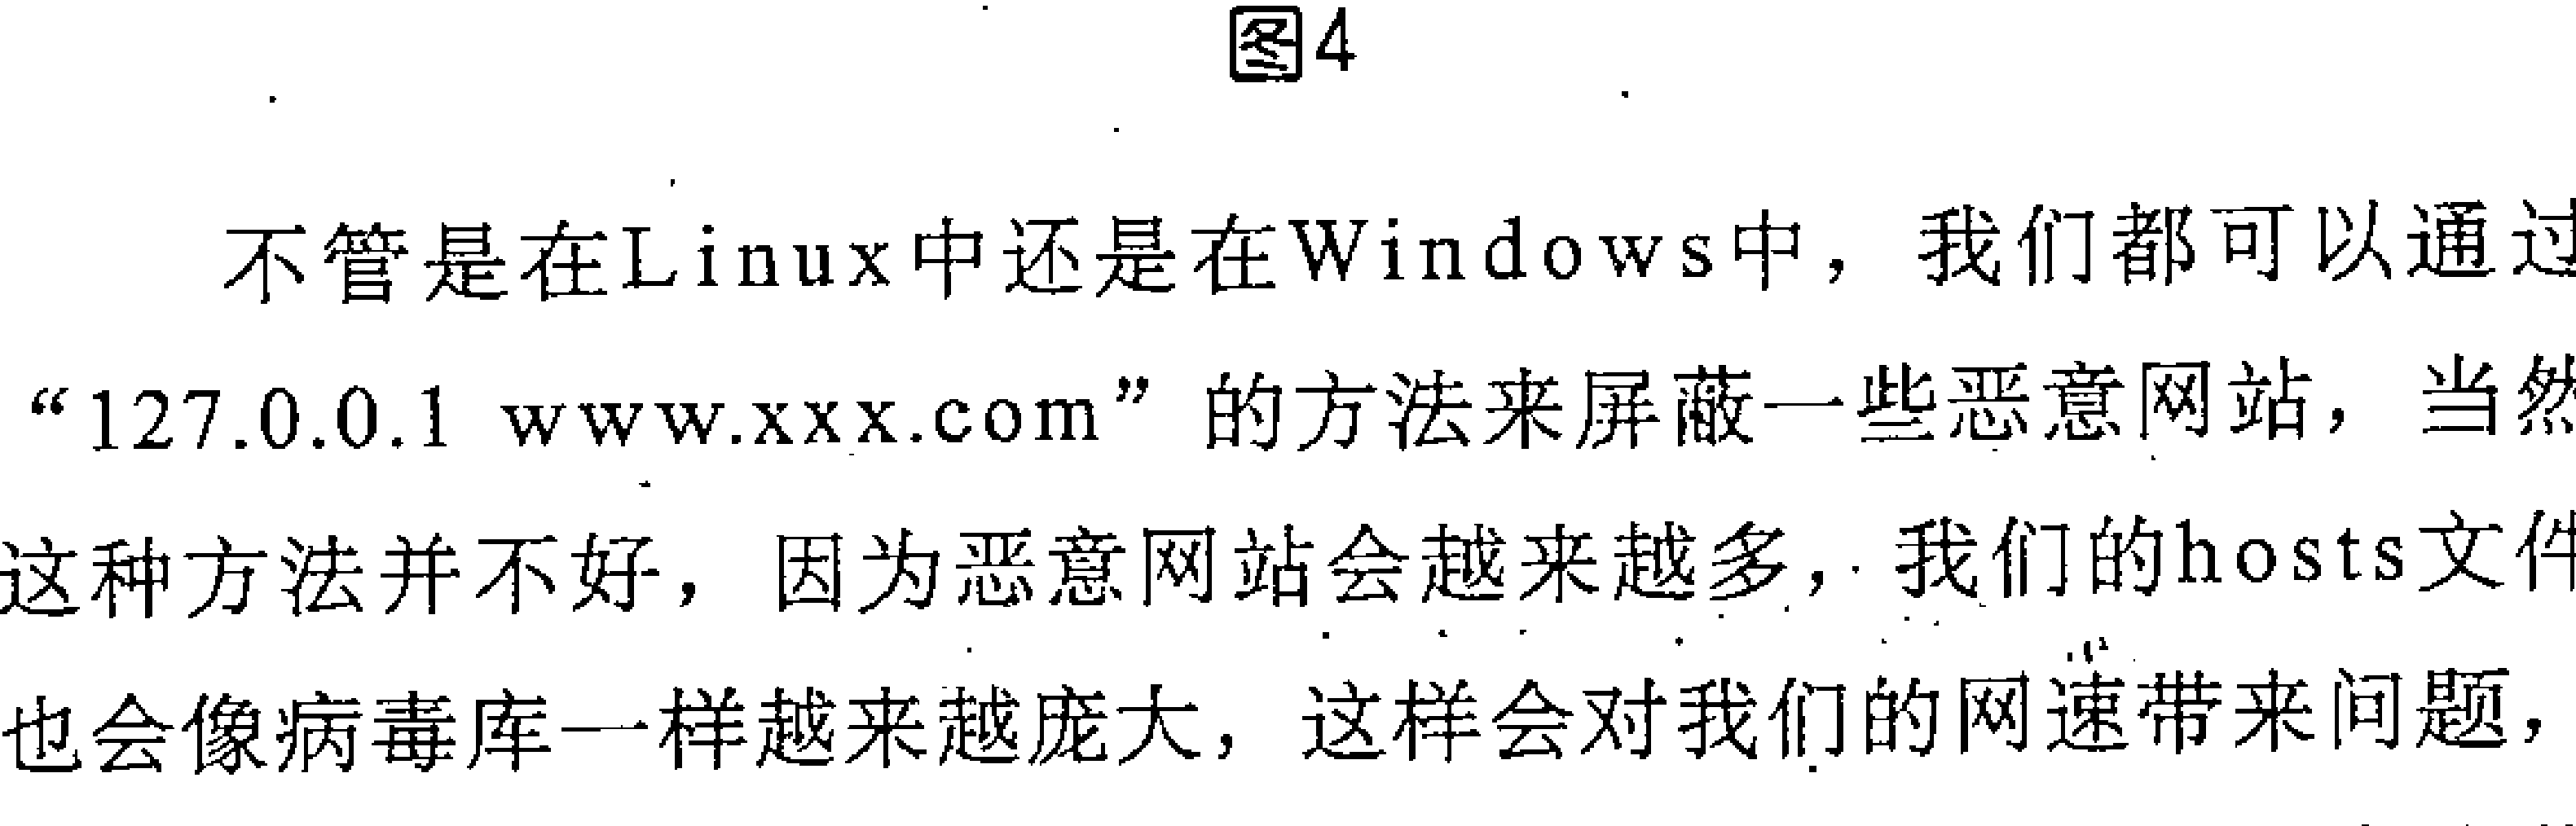 图4
不管是在Linux中还是在Windows中，我们都可以通过
“127.0.0.1 www.xxx.com”的方法来屏蔽一些恶意网站，当然
这种方法并不好，因为恶意网站会越来越多，我们的hosts文件
也会像病毒库一样越来越庞大，这样会对我们的网速带来问题，